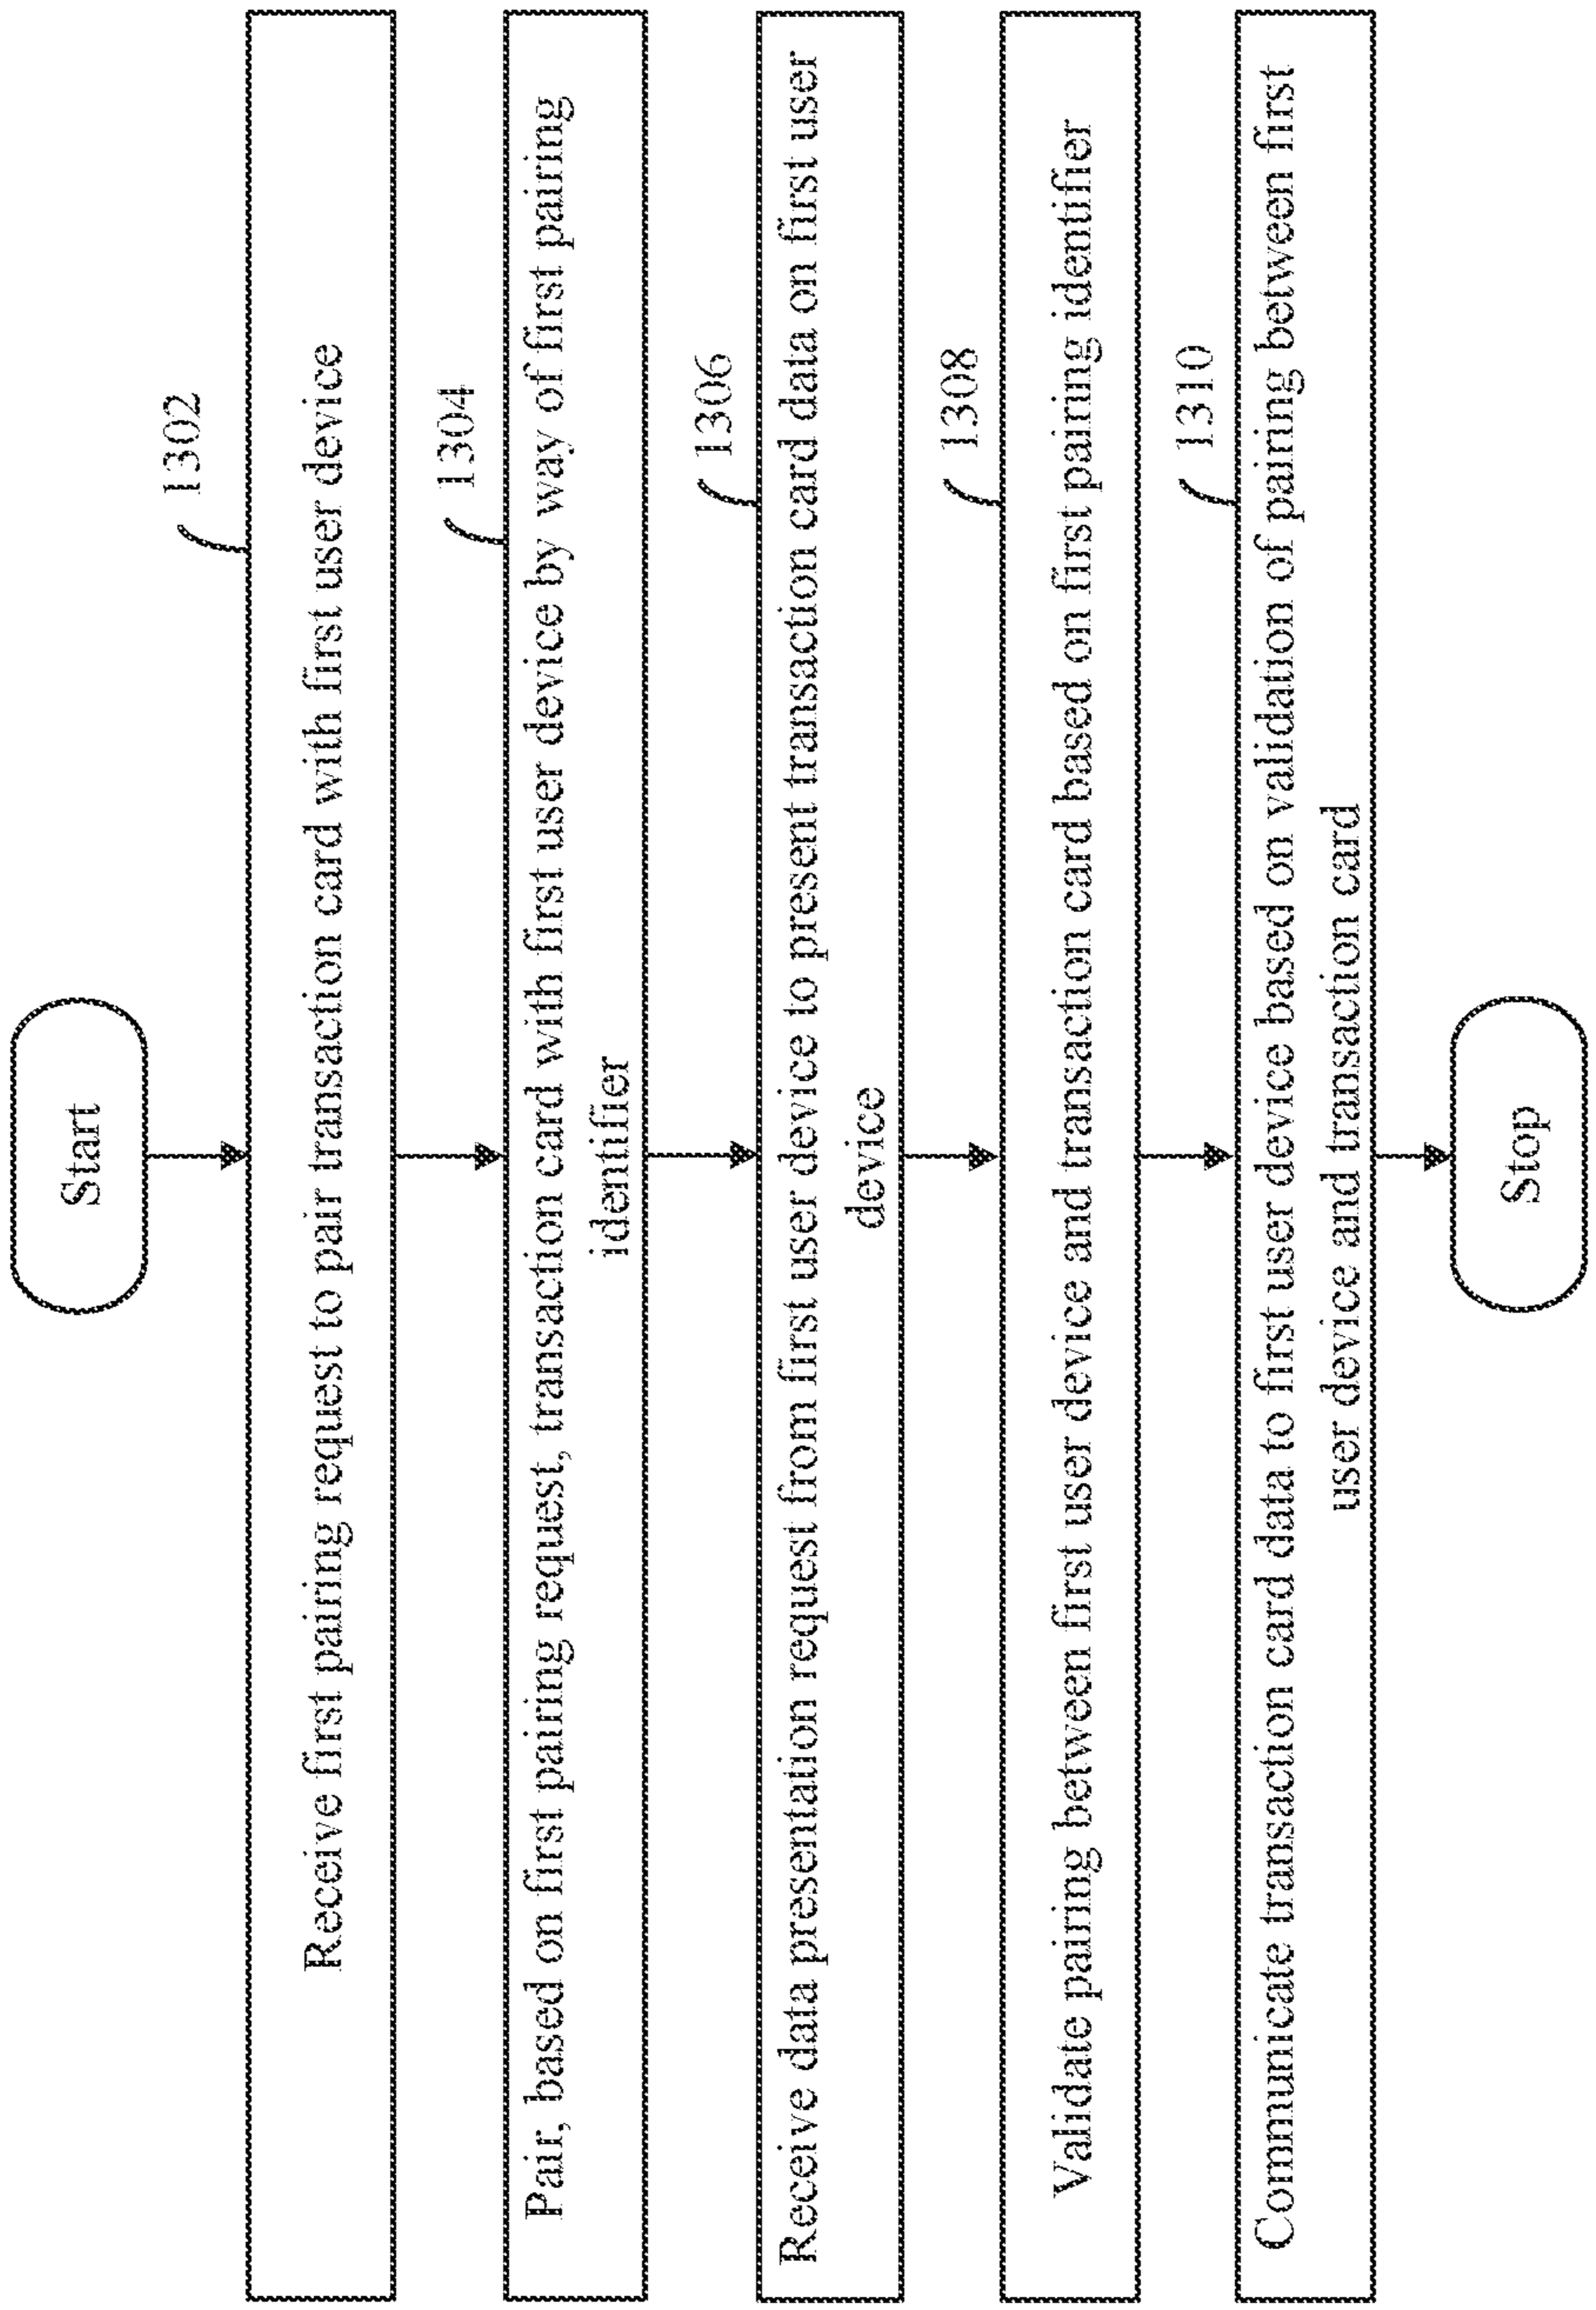 Start
1302
Receive first pairing request to pair transaction card with first user device
1304
Pair, based on first pairing request, transaction card with first user device by way of first pairing
identifier
1306
Receive data presentation request from first user device to present transaction card data on first user
device
1308
Validate pairing between first user device and transaction card based on first pairing identifier
1310
Communicate transaction card data to first user device based on validation of pairing between first
user device and transaction card
Stop